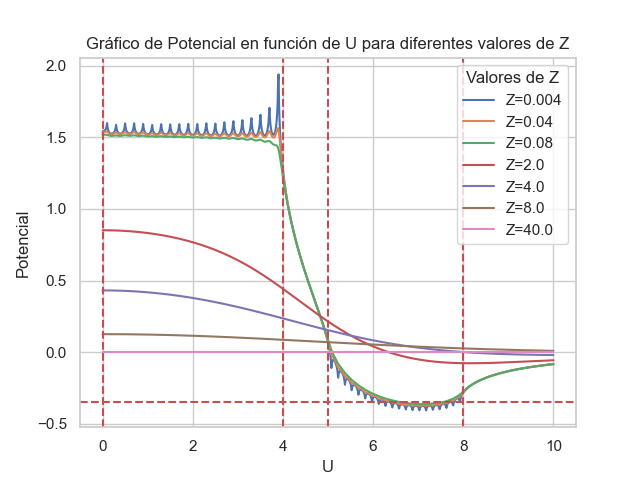 Gráfico de Potencial en función de U para diferentes valores de Z
2.0
1.5
1.0
0.5
0.0
−0.5
Potencial
Valores de Z
Z=0.004
Z=0.04
Z=0.08
Z=2.0
Z=4.0
Z=8.0
Z=40.0
0 2 4 6 8 10
U